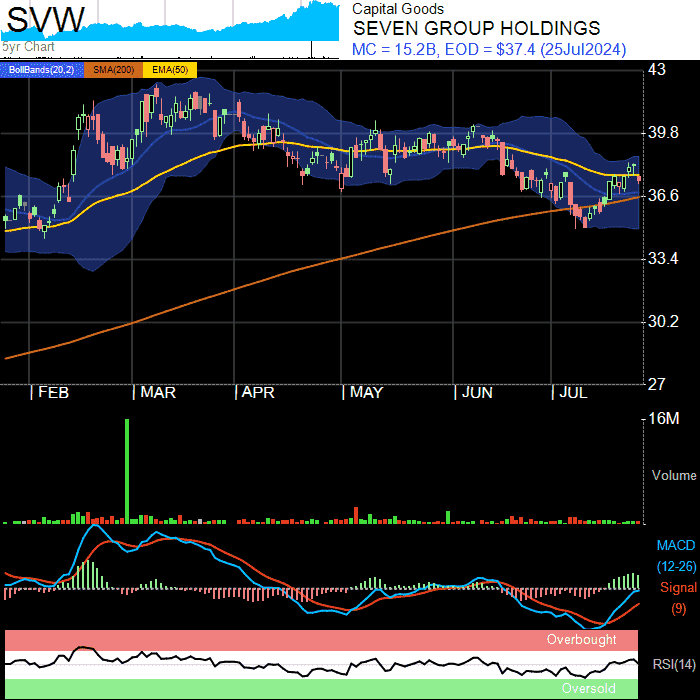 SVW
5yr Chart
Capital Goods
SEVEN GROUP HOLDINGS
MC = 15.2B, EOD = $37.4 (25Jul2024)
BollBands(20,2) SMA(200) EMA(50)
43
39.8
36.6
33.4
30.2
27
FEB MAR APR MAY JUN JUL
16M
Volume
MACD
(12-26)
Signal
(9)
Overbought
RSI(14)
Oversold